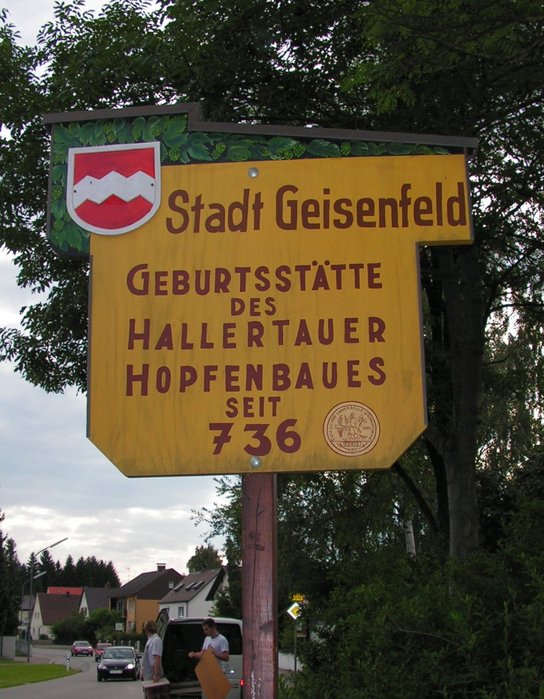 Stadt Geisenfeld
GEBURTSSTÄTTE
DES
HALLERTAUER
HOPFENBAUES
SEIT
736